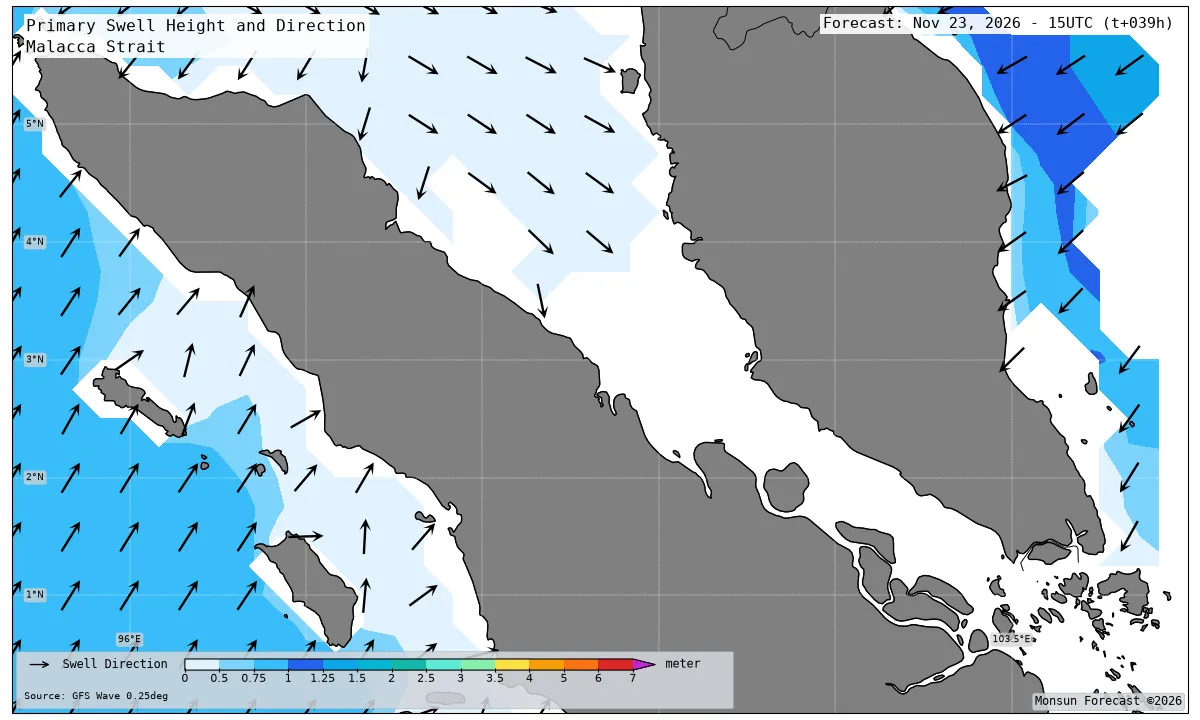 Primary Swell Height and Direction
Malacca Strait
Forecast: Nov 23, 2026 - 15UTC (t+039h)
5°N
4°N
3°N
2°N
1°N
96°E
103.5°E
Swell Direction
0 0.5 0.75 1 1.25 1.5 2 2.5 3 3.5 4 5 6 7
meter
Source: GFS Wave 0.25deg
Monsun Forecast ©2026